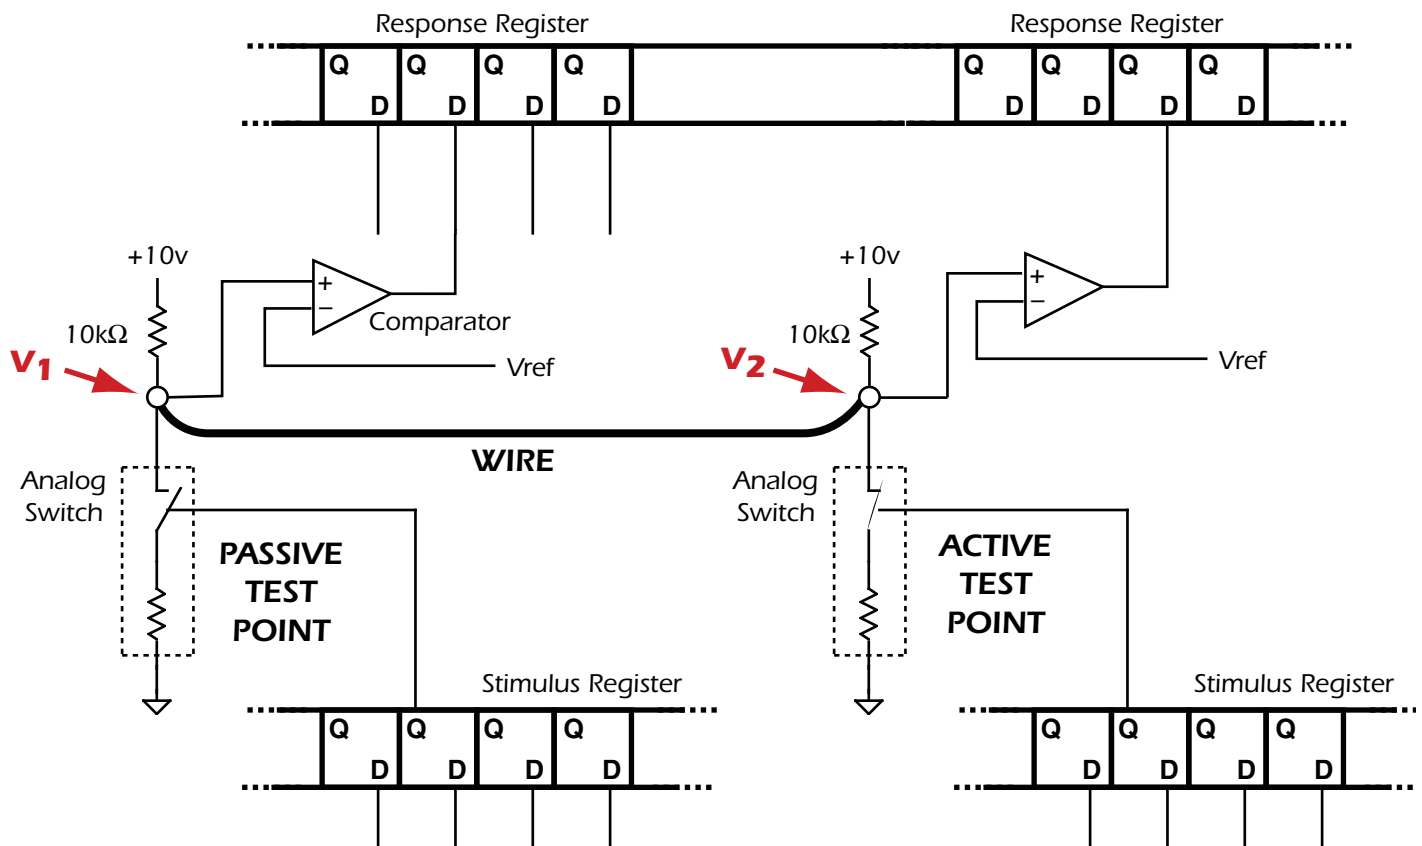 Response Register
Response Register
Q Q Q Q
Q Q Q Q
D D D D
D D D D
+10v
+10v
+
−
+
−
10kΩ
Comparator
10kΩ
V1
Vref
V2
Vref
WIRE
Analog
Switch
Analog
Switch
PASSIVE
TEST
POINT
ACTIVE
TEST
POINT
Stimulus Register
Stimulus Register
Q Q Q Q
Q Q Q Q
D D D D
D D D D